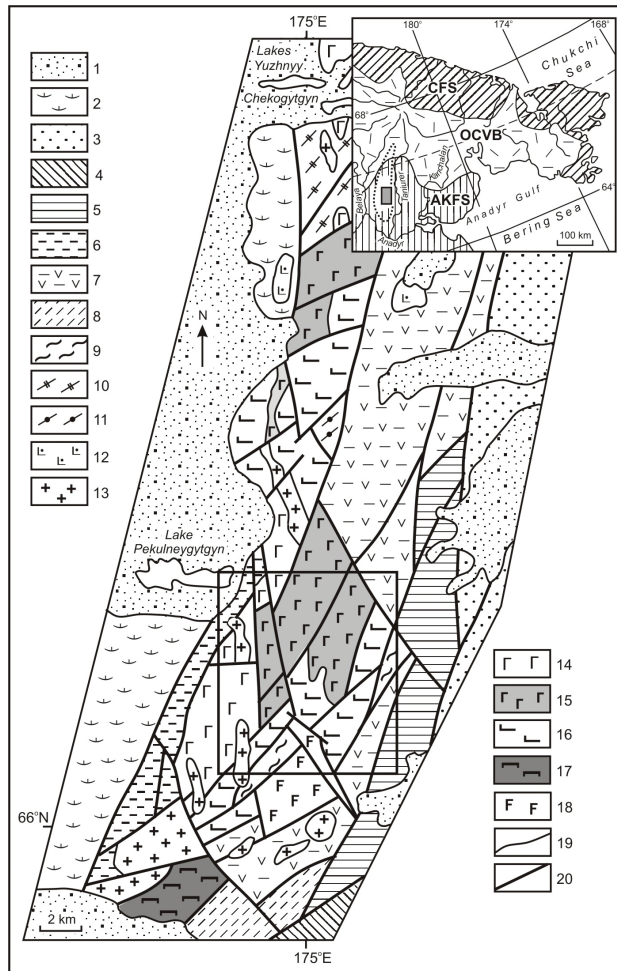 175°E
Lakes
Yuzhnyy
Chekogytgyn
180°
174°
168°
Chukchi
Sea
CFS
68°
OCVB
Belaya
Tanyurer
Kanchalan
AKFS
Anadyr
Anadyr Gulf
64°
Bering Sea
100 km
1
2
3
4
5
6
7
8
9
10
11
12
13
N
Lake
Pekulneygytgyn
14
15
16
17
18
19
20
66°N
2 km
175°E